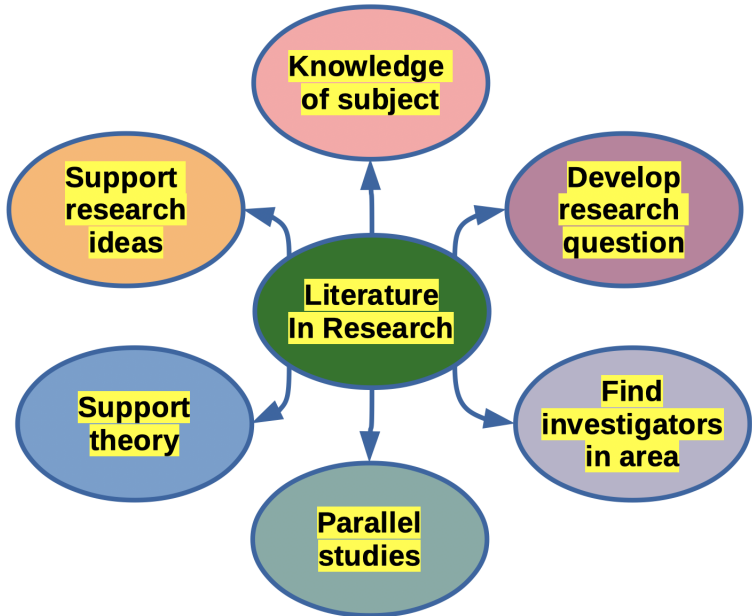 Knowledge
of subject
Support
research
ideas
Develop
research
question
Literature
In Research
Support
theory
Find
investigators
in area
Parallel
studies